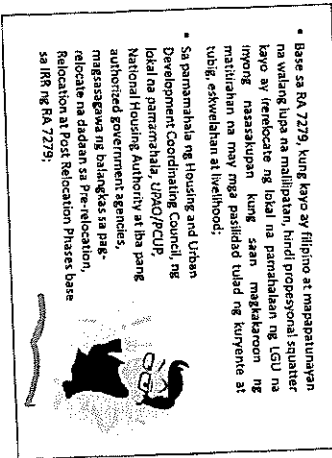 • Base sa RA 7279, kung kayo ay filipino at mapapatunayan
na walang lupa na malilipatan, hindi propesyonal squatter
kayo ay irerelocate ng lokal na pamahalaan ng LGU na
inyong nasasakupan kung saan magkakaroon ng
matitirahan na may mga pasilidad tulad ng kuryente at
tubig, eskwelahan at livelihood;
• Sa pamamahala ng Housing and Urban
Development Coordinating Council, ng
lokal na pamamahala, UPAO/PCUP,
National Housing Authority at iba pang
authorized government agencies,
magsasagawa ng balangkas sa pag-
relocate na dadaan sa Pre-relocation,
Relocation at Post Relocation Phases base
sa IRR ng RA 7279;